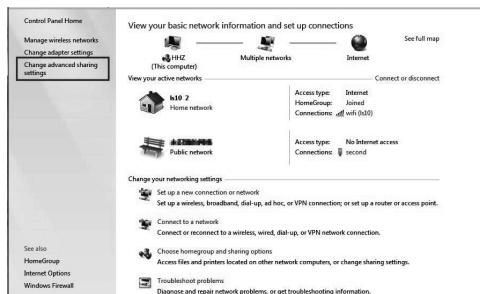 Control Panel Home
Manage wireless networks
Change adapter settings
Change advanced sharing
settings
View your basic network information and set up connections
See full map
HHZ
(This computer)
Multiple networks
Internet
View your active networks
Connect or disconnect
ls10 2
Home network
Access type: Internet
HomeGroup: Joined
Connections: wifi (ls10)
Public network
Access type: No Internet access
Connections: second
Change your networking settings
Set up a new connection or network
Set up a wireless, broadband, dial-up, ad hoc, or VPN connection; or set up a router or access point.
Connect to a network
Connect or reconnect to a wireless, wired, dial-up, or VPN network connection.
Choose homegroup and sharing options
Access files and printers located on other network computers, or change sharing settings.
Troubleshoot problems
Diagnose and repair network problems, or get troubleshooting information.
See also
HomeGroup
Internet Options
Windows Firewall